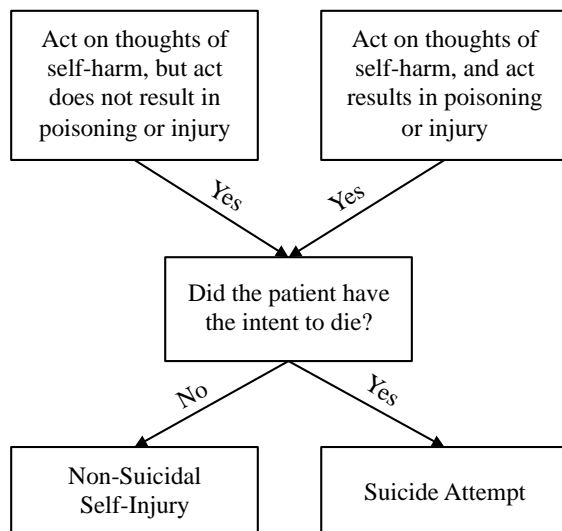 Act on thoughts of
self-harm, but act
does not result in
poisoning or injury
Act on thoughts of
self-harm, and act
results in poisoning
or injury
Yes
Yes
Did the patient have
the intent to die?
No
Yes
Non-Suicidal
Self-Injury
Suicide Attempt